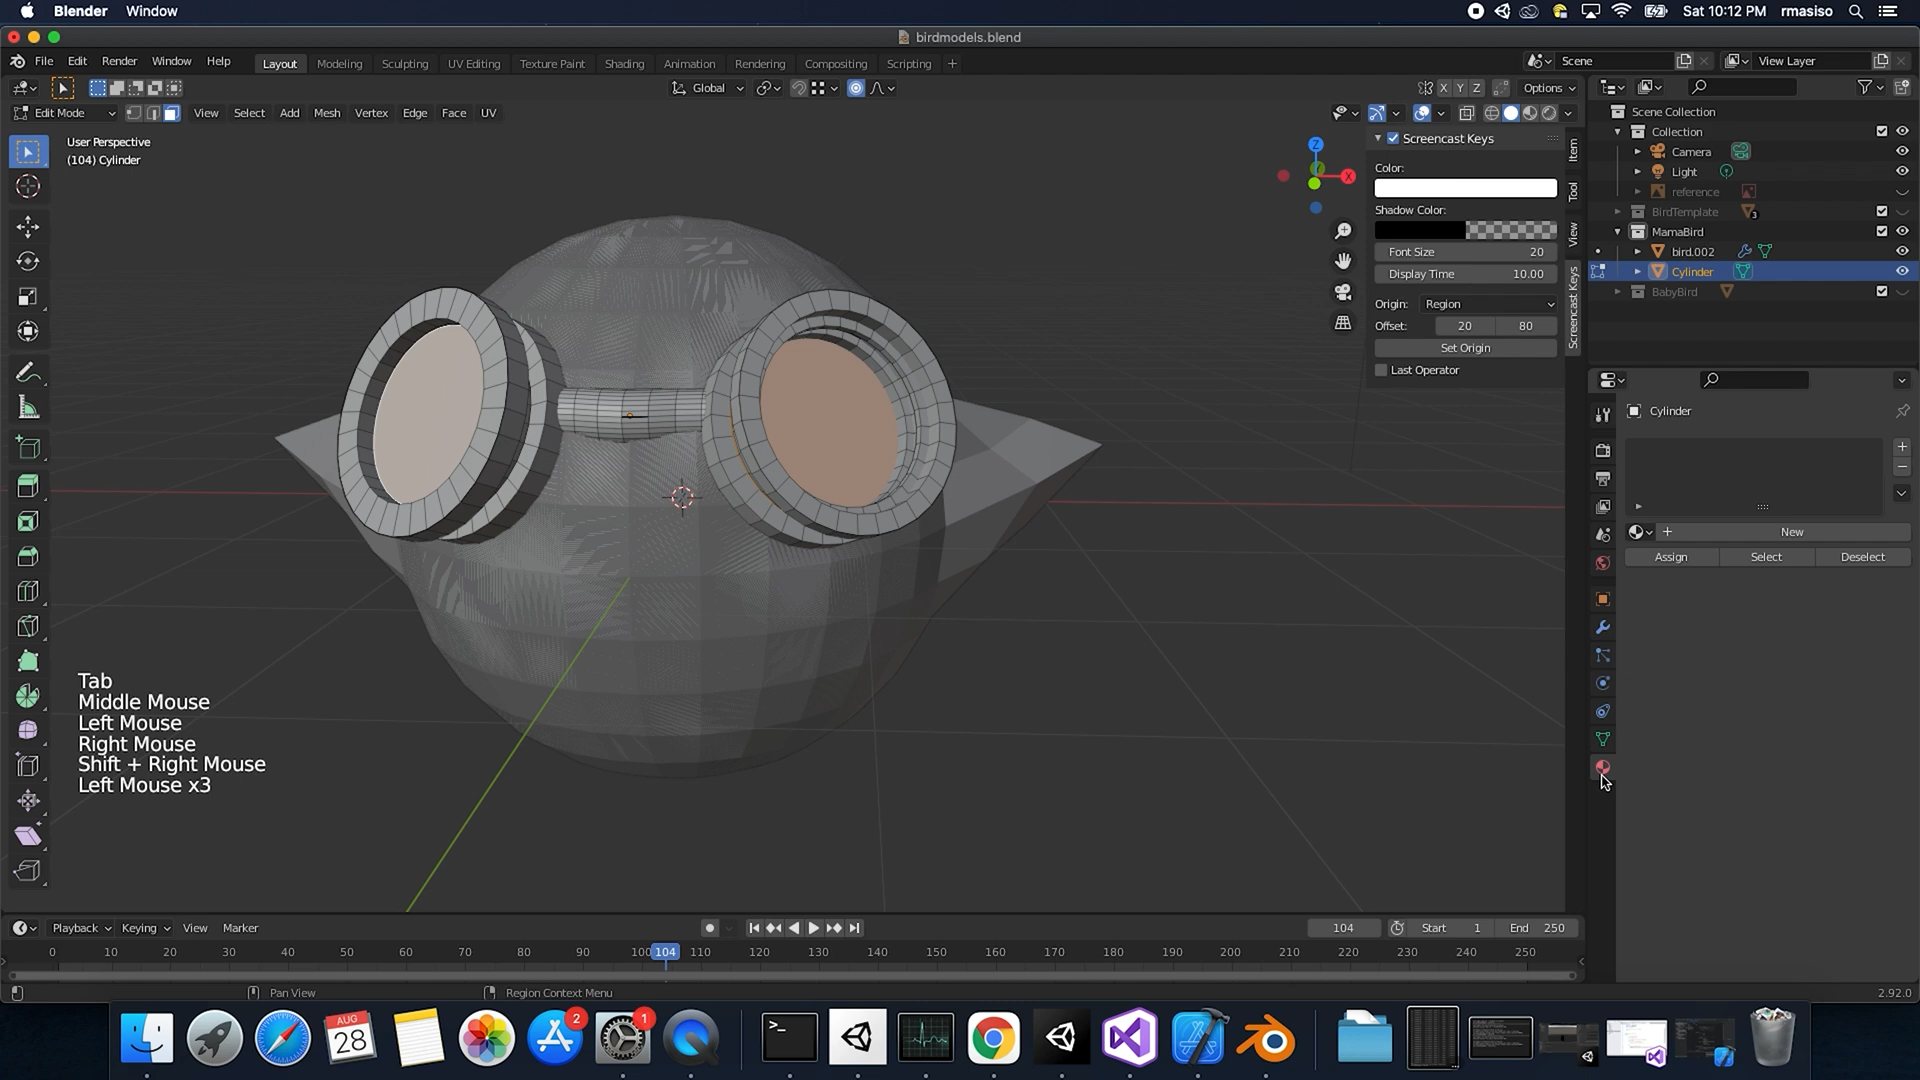 Blender Window Sat 10:12 PM rmasiso
birdmodels.blend
File Edit Render Window Help Layout Modeling Sculpting UV Editing Texture Paint Shading Animation Rendering Compositing Scripting + Scene View Layer
Global X Y Z Options
Edit Mode View Select Add Mesh Vertex Edge Face UV
Scene Collection
Collection
Camera
Light
reference
BirdTemplate 3
MamaBird
bird.002
Cylinder
BabyBird
User Perspective
(104) Cylinder
Z
X
Screencast Keys
Color:
Shadow Color:
Font Size 20
Display Time 10.00
Origin: Region
Offset: 20 80
Set Origin
Last Operator
Item
Tool
View
Screencast Keys
Cylinder
New
Assign Select Deselect
Tab
Middle Mouse
Left Mouse
Right Mouse
Shift + Right Mouse
Left Mouse x3
Playback Keying View Marker 104 Start 1 End 250
0 10 20 30 40 50 60 70 80 90 100 104 110 120 130 140 150 160 170 180 190 200 210 220 230 240 250
Pan View Region Context Menu 2.92.0
AUG
28
2
1